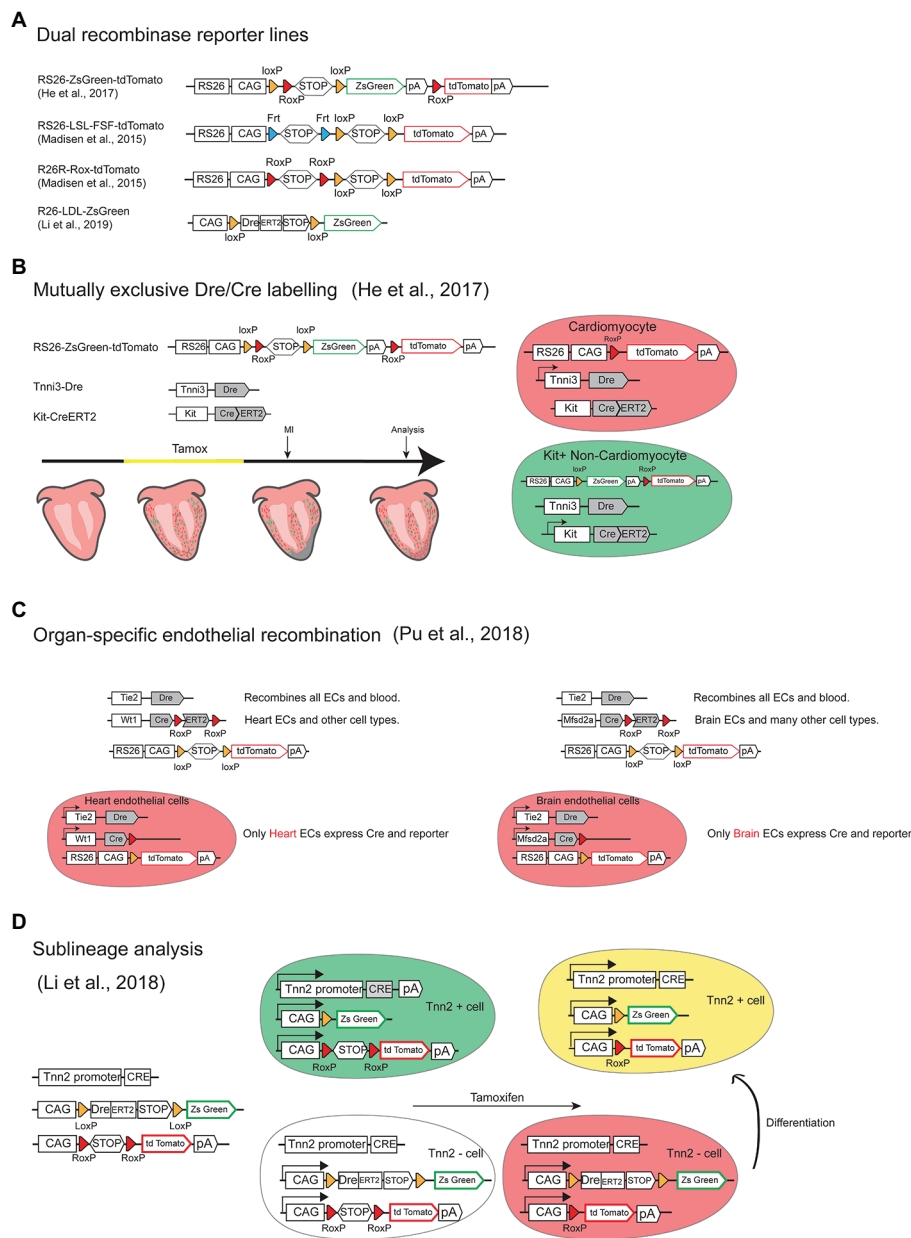 A
Dual recombinase reporter lines
RS26-ZsGreen-tdTomato
(He et al., 2017)
loxP loxP
RS26 CAG STOP ZsGreen pA tdTomato pA
RoxP RoxP
RS26-LSL-FSF-tdTomato
(Madisen et al., 2015)
Frt Frt loxP
RS26 CAG STOP STOP tdTomato pA
loxP
R26R-Rox-tdTomato
(Madisen et al., 2015)
RoxP RoxP
RS26 CAG STOP STOP tdTomato pA
loxP loxP
R26-LDL-ZsGreen
(Li et al., 2019)
CAG Dre ERT2 STOP ZsGreen
loxP loxP
B
Mutually exclusive Dre/Cre labelling (He et al., 2017)
RS26-ZsGreen-tdTomato
loxP loxP
RS26 CAG STOP ZsGreen pA tdTomato pA
RoxP RoxP
Tnni3-Dre
Tnni3 Dre
Kit-CreERT2
Kit Cre ERT2
Tamox
MI
Analysis
Cardiomyocyte
RoxP
RS26 CAG tdTomato pA
Tnni3 Dre
Kit Cre ERT2
Kit+ Non-Cardiomyocyte
loxP RoxP
RS26 CAG ZsGreen pA tdTomato pA
Tnni3 Dre
Kit Cre ERT2
C
Organ-specific endothelial recombination (Pu et al., 2018)
Tie2 Dre Recombines all ECs and blood.
Wt1 Cre ERT2 Heart ECs and other cell types.
RoxP RoxP
RS26 CAG STOP tdTomato pA
loxP loxP
Heart endothelial cells
Tie2 Dre
Wt1 Cre
RS26 CAG tdTomato pA
Only Heart ECs express Cre and reporter
Tie2 Dre Recombines all ECs and blood.
Mfsd2a Cre ERT2 Brain ECs and many other cell types.
RoxP RoxP
RS26 CAG STOP tdTomato pA
loxP loxP
Brain endothelial cells
Tie2 Dre
Mfsd2a Cre
RS26 CAG tdTomato pA
Only Brain ECs express Cre and reporter
D
Sublineage analysis
(Li et al., 2018)
Tnn2 promoter CRE
CAG Dre ERT2 STOP Zs Green
LoxP LoxP
CAG STOP td Tomato pA
RoxP RoxP
Tnn2 promoter CRE pA
Tnn2 + cell
CAG Zs Green
CAG STOP td Tomato pA
RoxP RoxP
Tnn2 promoter CRE
Tnn2 + cell
CAG Zs Green
CAG td Tomato pA
RoxP
Tamoxifen
Differentiation
Tnn2 promoter CRE
Tnn2 - cell
CAG Dre ERT2 STOP Zs Green
CAG STOP td Tomato pA
RoxP RoxP
Tnn2 promoter CRE
Tnn2 - cell
CAG Dre ERT2 STOP Zs Green
CAG td Tomato pA
RoxP